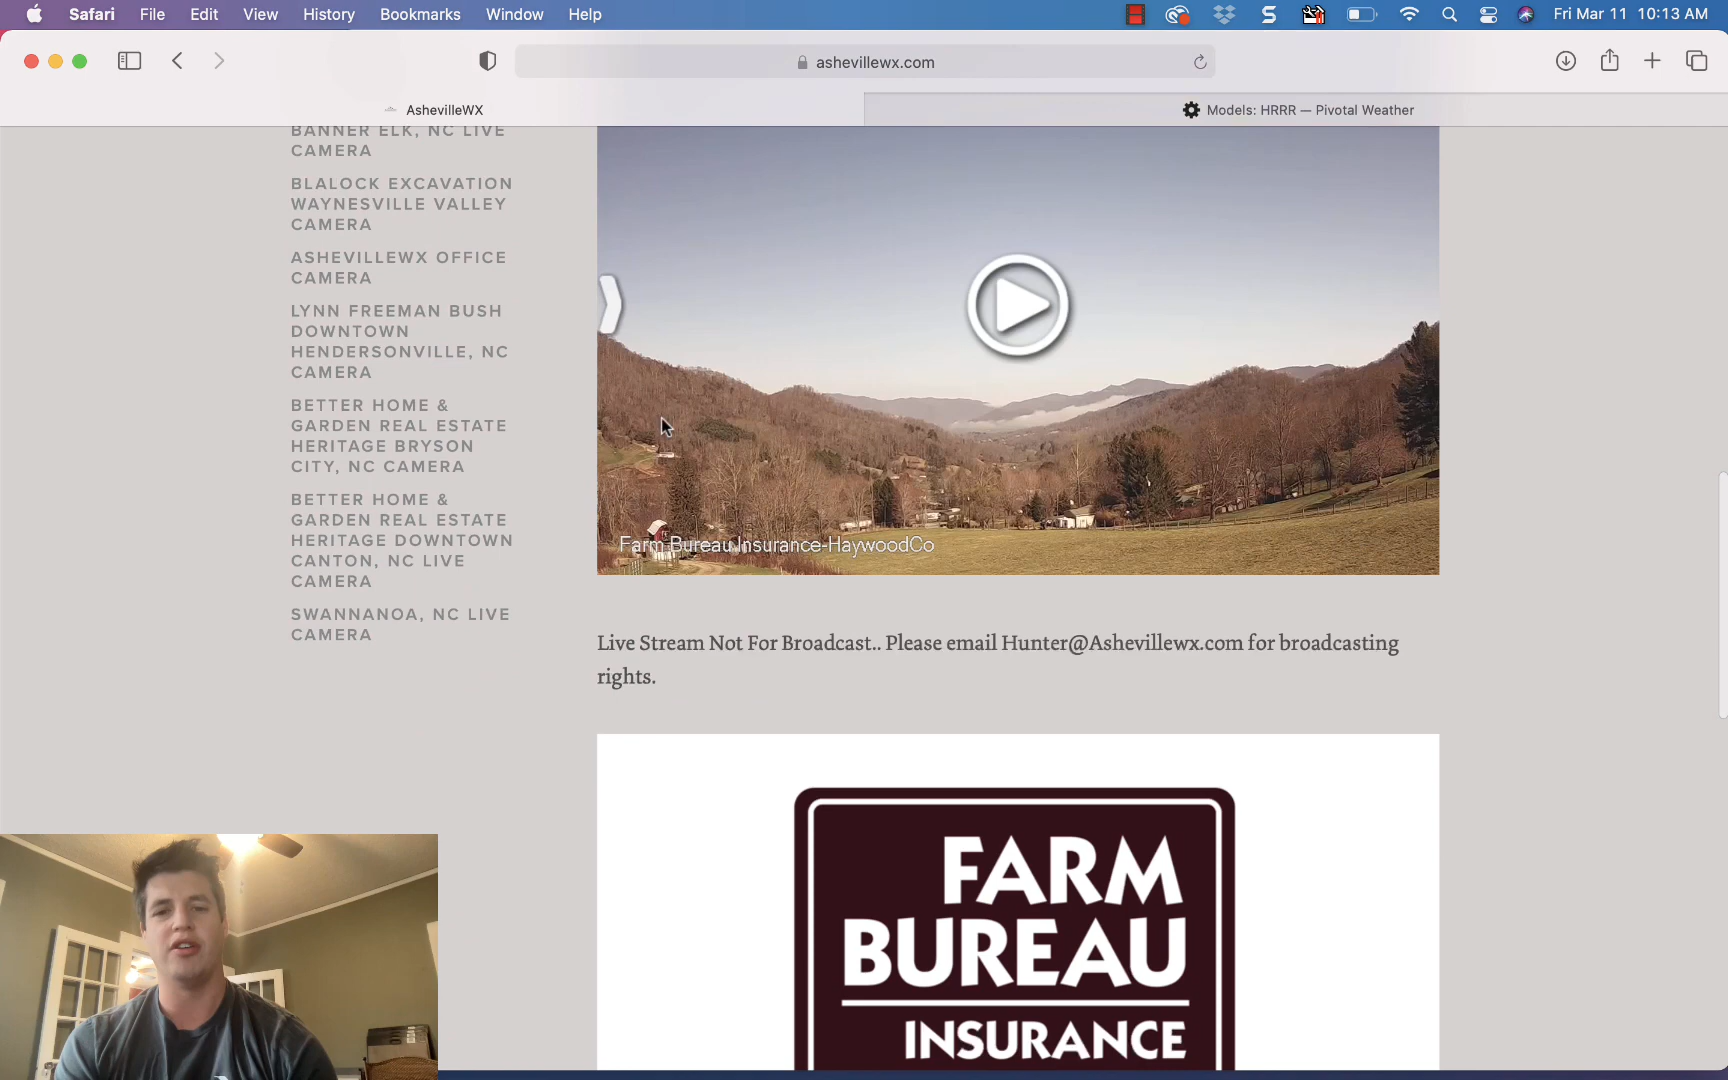 Safari File Edit View History Bookmarks Window Help Fri Mar 11 10:13 AM
ashevillewx.com
AshevilleWX
Models: HRRR — Pivotal Weather
BANNER ELK, NC LIVE
CAMERA
BLALOCK EXCAVATION
WAYNESVILLE VALLEY
CAMERA
ASHEVILLEWX OFFICE
CAMERA
LYNN FREEMAN BUSH
DOWNTOWN
HENDERSONVILLE, NC
CAMERA
BETTER HOME &
GARDEN REAL ESTATE
HERITAGE BRYSON
CITY, NC CAMERA
BETTER HOME &
GARDEN REAL ESTATE
HERITAGE DOWNTOWN
CANTON, NC LIVE
CAMERA
SWANNANOA, NC LIVE
CAMERA
Farm Bureau Insurance-HaywoodCo
Live Stream Not For Broadcast.. Please email Hunter@Ashevillewx.com for broadcasting
rights.
FARM
BUREAU
INSURANCE